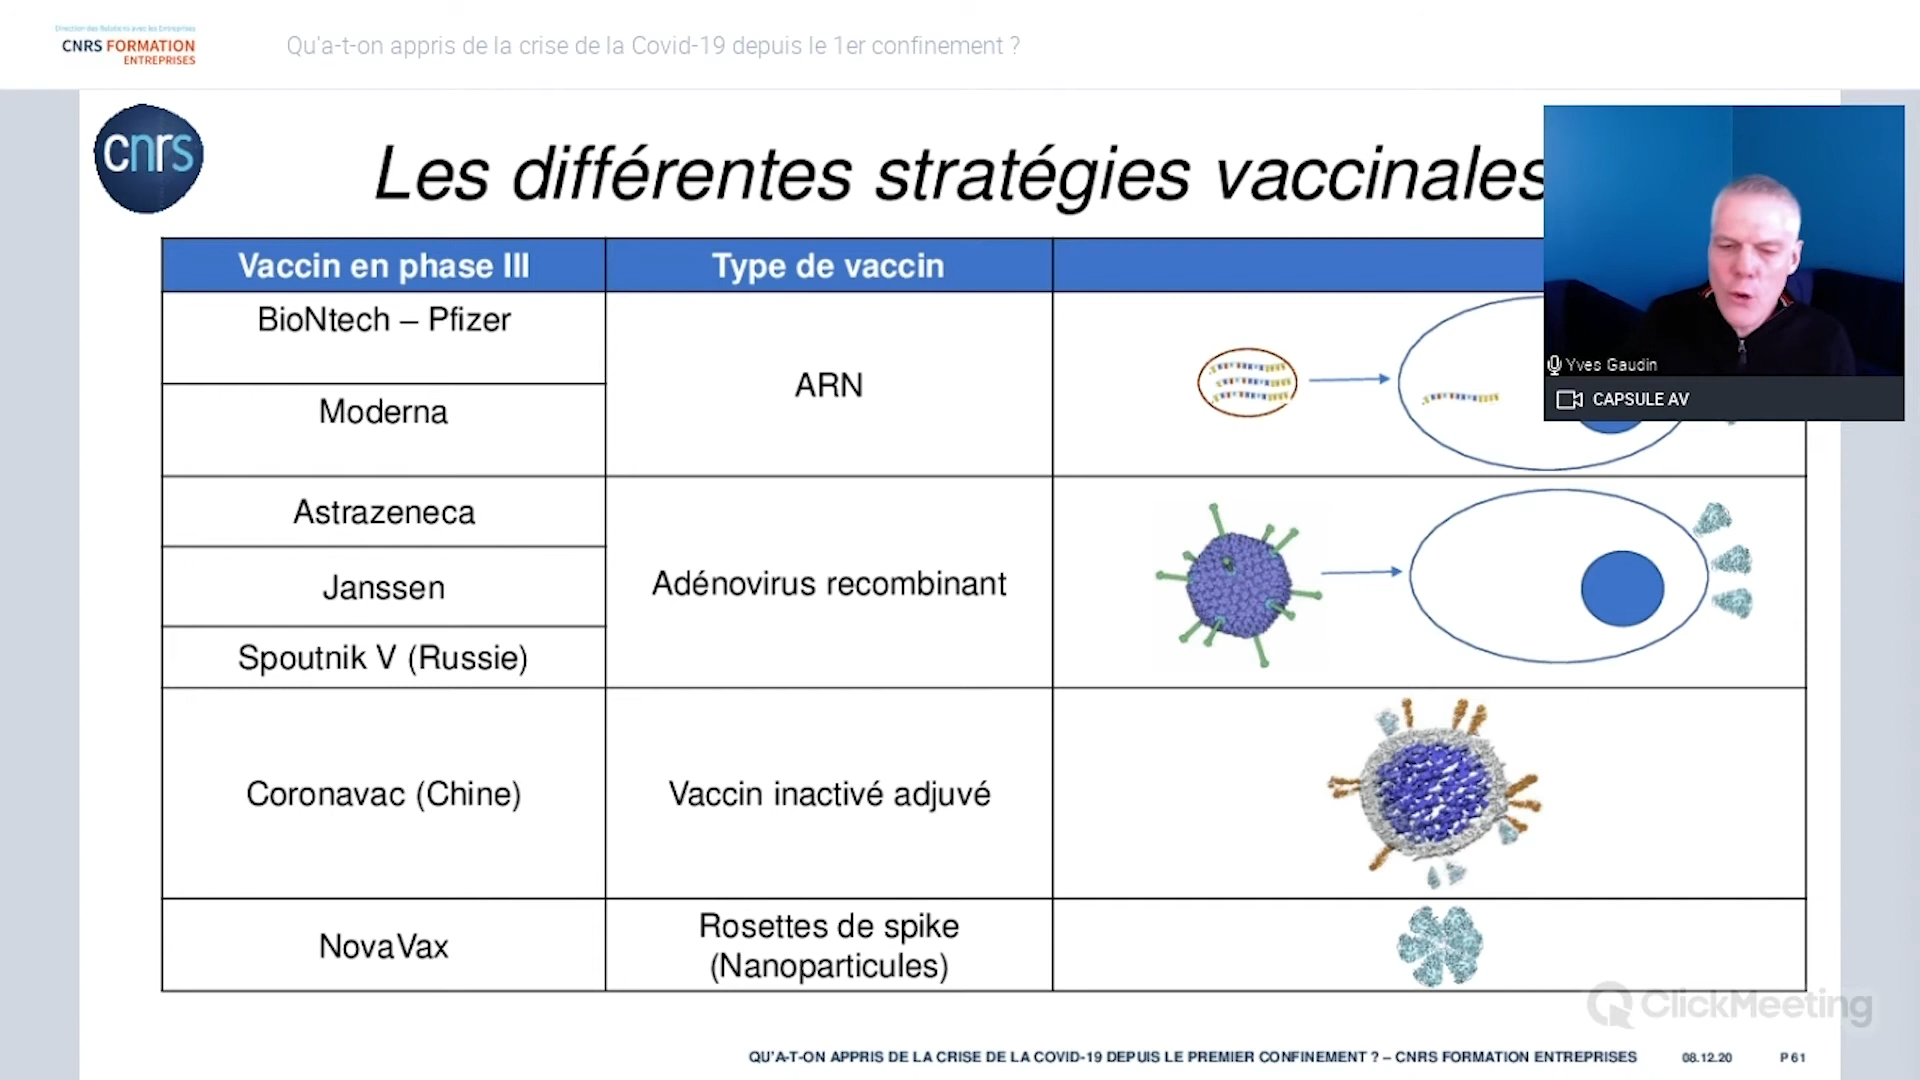 Direction des Relations avec les Entreprises
CNRS FORMATION
ENTREPRISES
Qu'a-t-on appris de la crise de la Covid-19 depuis le 1er confinement ?
cnrs
Les différentes stratégies vaccinales
Vaccin en phase III
Type de vaccin
BioNtech – Pfizer
ARN
Moderna
Astrazeneca
Adénovirus recombinant
Janssen
Spoutnik V (Russie)
Coronavac (Chine)
Vaccin inactivé adjuvé
NovaVax
Rosettes de spike
(Nanoparticules)
Yves Gaudin
CAPSULE AV
ClickMeeting
QU'A-T-ON APPRIS DE LA CRISE DE LA COVID-19 DEPUIS LE PREMIER CONFINEMENT ? – CNRS FORMATION ENTREPRISES 08.12.20 P 61